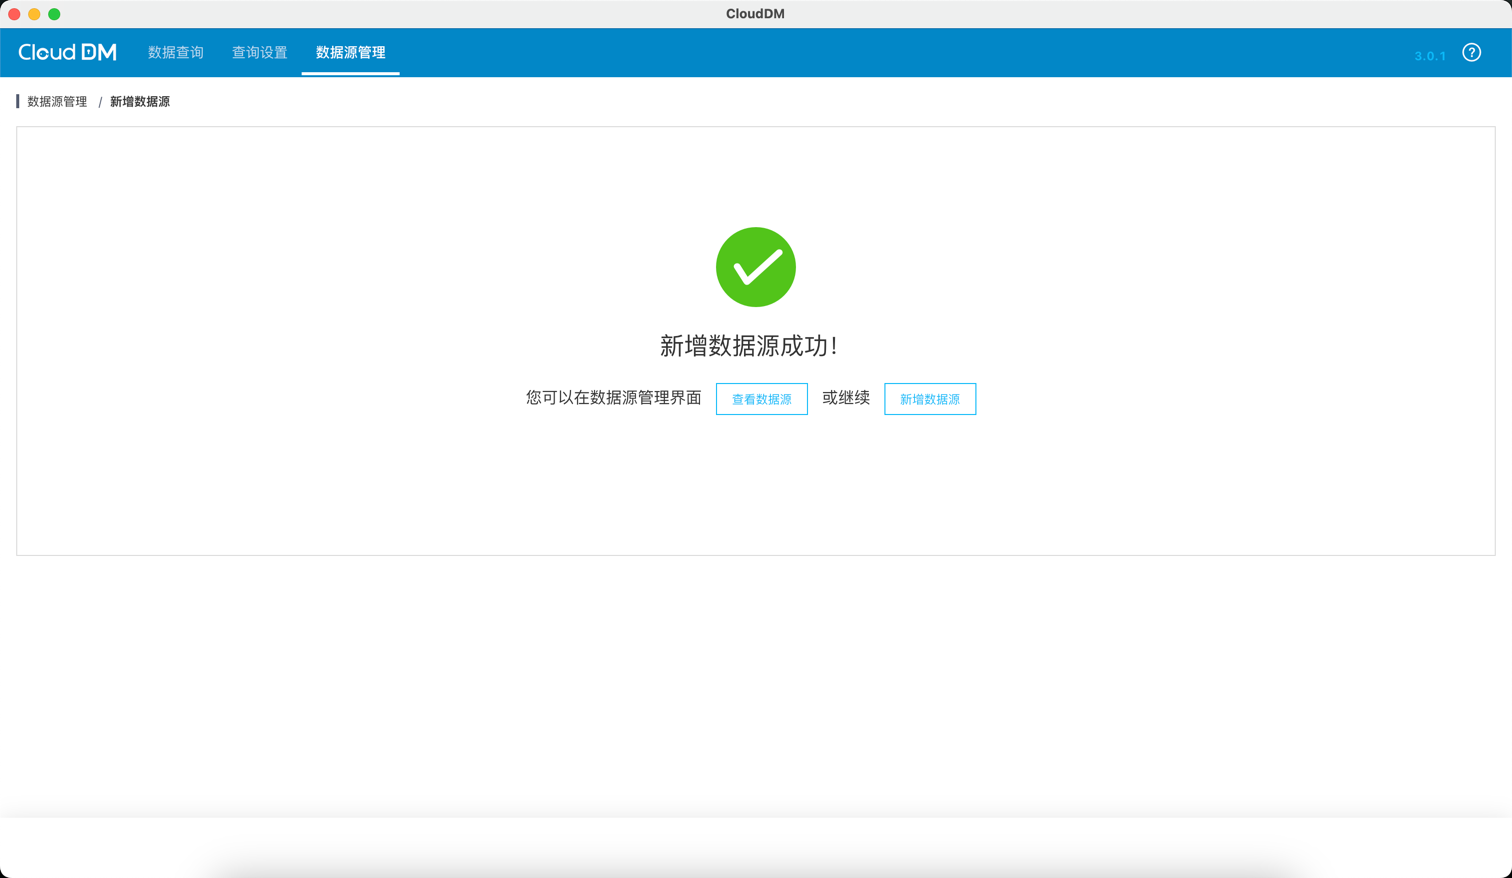 CloudDM
Cloud DM 数据查询 查询设置 数据源管理 3.0.1 ?
数据源管理 / 新增数据源
新增数据源成功!
您可以在数据源管理界面 查看数据源 或继续 新增数据源